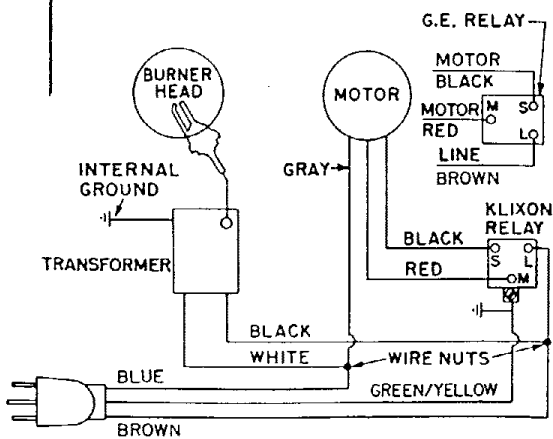 G.E. RELAY
MOTOR
BLACK
M S
MOTOR
RED
L
LINE
BROWN
BURNER
HEAD
MOTOR
INTERNAL
GROUND
GRAY
KLIXON
RELAY
TRANSFORMER
BLACK
S L
RED
M
BLACK
WHITE
WIRE NUTS
BLUE
GREEN/YELLOW
BROWN